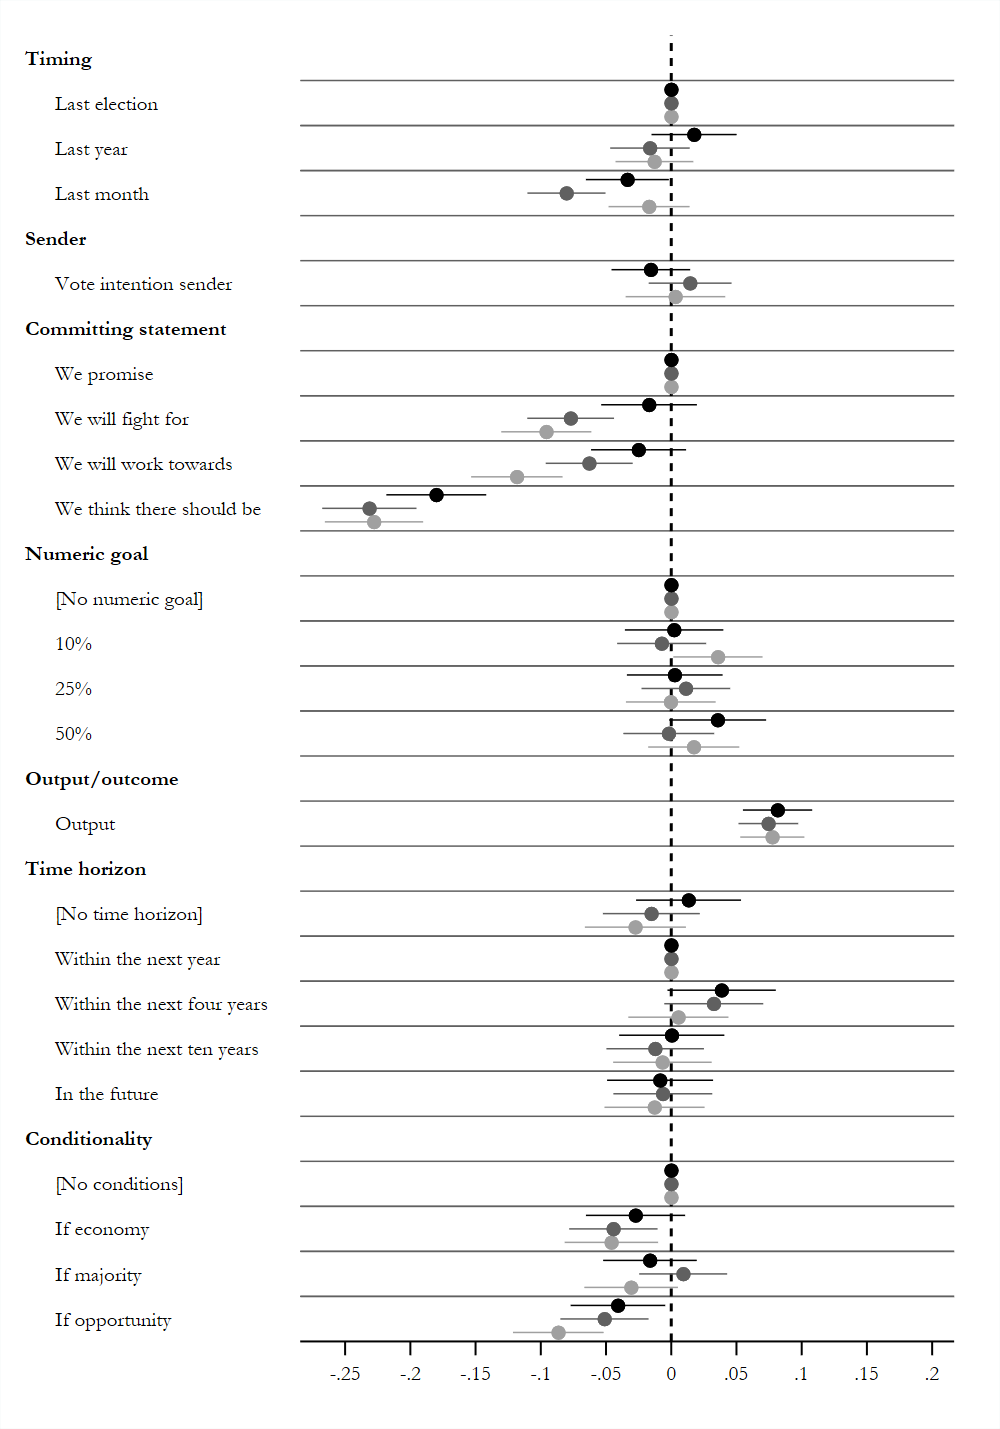 Timing
Last election
Last year
Last month
Sender
Vote intention sender
Committing statement
We promise
We will fight for
We will work towards
We think there should be
Numeric goal
[No numeric goal]
10%
25%
50%
Output/outcome
Output
Time horizon
[No time horizon]
Within the next year
Within the next four years
Within the next ten years
In the future
Conditionality
[No conditions]
If economy
If majority
If opportunity
-.25 -.2 -.15 -.1 -.05 0 .05 .1 .15 .2